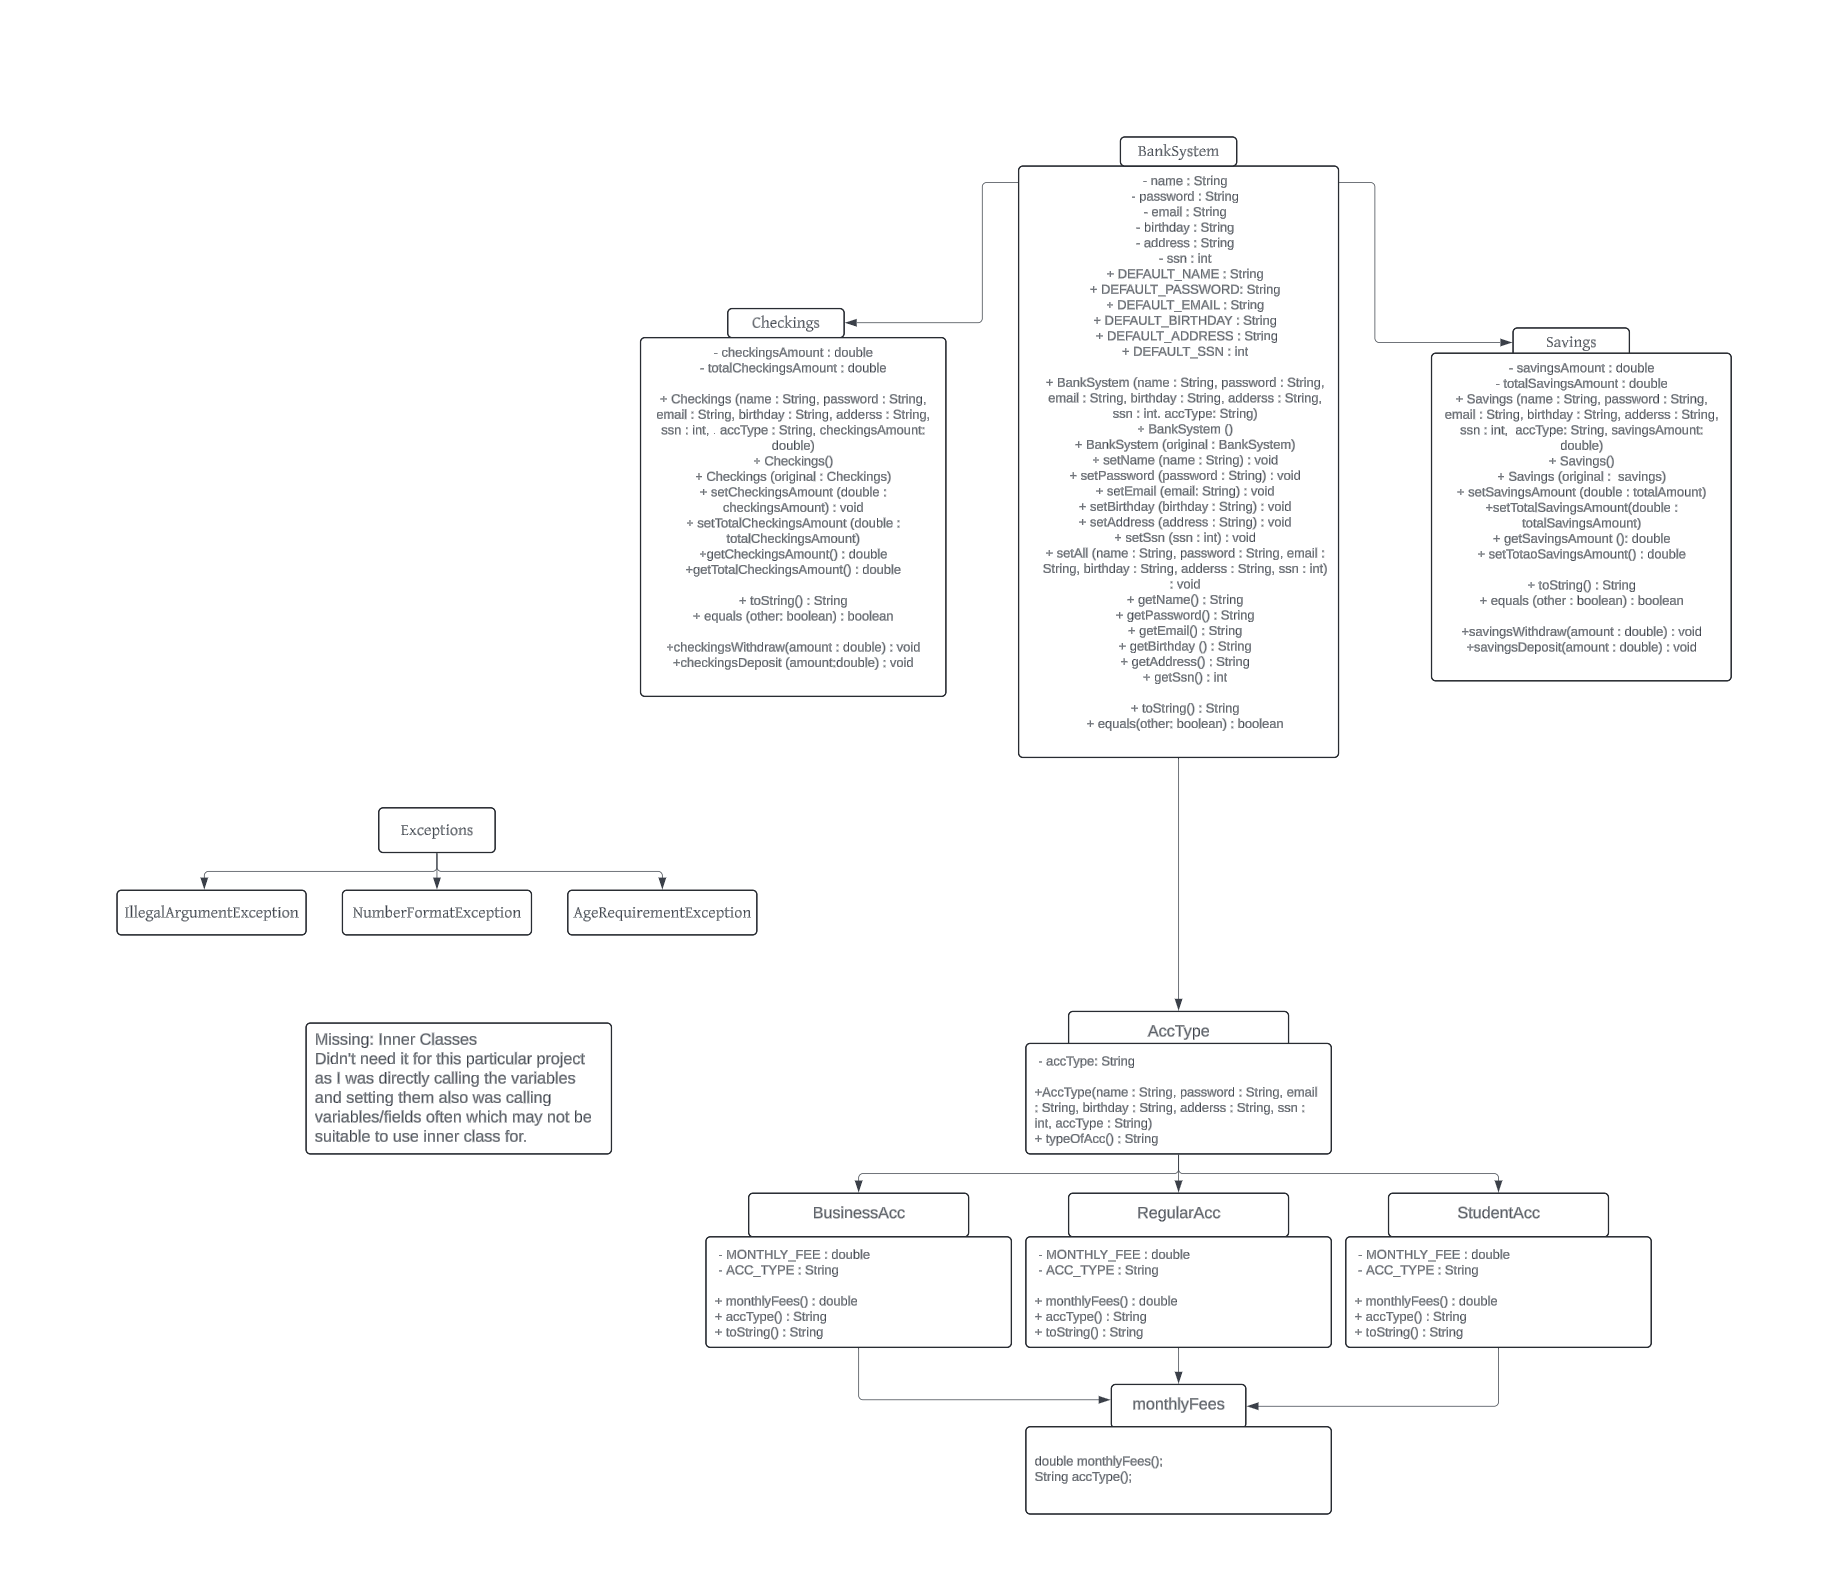 BankSystem
- name : String
- password : String
- email : String
- birthday : String
- address : String
- ssn : int
+ DEFAULT_NAME : String
+ DEFAULT_PASSWORD: String
+ DEFAULT_EMAIL : String
+ DEFAULT_BIRTHDAY : String
+ DEFAULT_ADDRESS : String
+ DEFAULT_SSN : int
+ BankSystem (name : String, password : String,
email : String, birthday : String, adderss : String,
ssn : int. accType: String)
+ BankSystem ()
+ BankSystem (original : BankSystem)
+ setName (name : String) : void
+ setPassword (password : String) : void
+ setEmail (email: String) : void
+ setBirthday (birthday : String) : void
+ setAddress (address : String) : void
+ setSsn (ssn : int) : void
+ setAll (name : String, password : String, email :
String, birthday : String, adderss : String, ssn : int)
: void
+ getName() : String
+ getPassword() : String
+ getEmail() : String
+ getBirthday () : String
+ getAddress() : String
+ getSsn() : int
+ toString() : String
+ equals(other: boolean) : boolean
Checkings
- checkingsAmount : double
- totalCheckingsAmount : double
+ Checkings (name : String, password : String,
email : String, birthday : String, adderss : String,
ssn : int, . accType : String, checkingsAmount:
double)
+ Checkings()
+ Checkings (original : Checkings)
+ setCheckingsAmount (double :
checkingsAmount) : void
+ setTotalCheckingsAmount (double :
totalCheckingsAmount)
+getCheckingsAmount() : double
+getTotalCheckingsAmount() : double
+ toString() : String
+ equals (other: boolean) : boolean
+checkingsWithdraw(amount : double) : void
+checkingsDeposit (amount:double) : void
Savings
- savingsAmount : double
- totalSavingsAmount : double
+ Savings (name : String, password : String,
email : String, birthday : String, adderss : String,
ssn : int, accType: String, savingsAmount:
double)
+ Savings()
+ Savings (original : savings)
+ setSavingsAmount (double : totalAmount)
+setTotalSavingsAmount(double :
totalSavingsAmount)
+ getSavingsAmount (): double
+ setTotaoSavingsAmount() : double
+ toString() : String
+ equals (other : boolean) : boolean
+savingsWithdraw(amount : double) : void
+savingsDeposit(amount : double) : void
Exceptions
IllegalArgumentException
NumberFormatException
AgeRequirementException
Missing: Inner Classes
Didn't need it for this particular project
as I was directly calling the variables
and setting them also was calling
variables/fields often which may not be
suitable to use inner class for.
AccType
- accType: String
+AccType(name : String, password : String, email
: String, birthday : String, adderss : String, ssn :
int, accType : String)
+ typeOfAcc() : String
BusinessAcc
- MONTHLY_FEE : double
- ACC_TYPE : String
+ monthlyFees() : double
+ accType() : String
+ toString() : String
RegularAcc
- MONTHLY_FEE : double
- ACC_TYPE : String
+ monthlyFees() : double
+ accType() : String
+ toString() : String
StudentAcc
- MONTHLY_FEE : double
- ACC_TYPE : String
+ monthlyFees() : double
+ accType() : String
+ toString() : String
monthlyFees
double monthlyFees();
String accType();